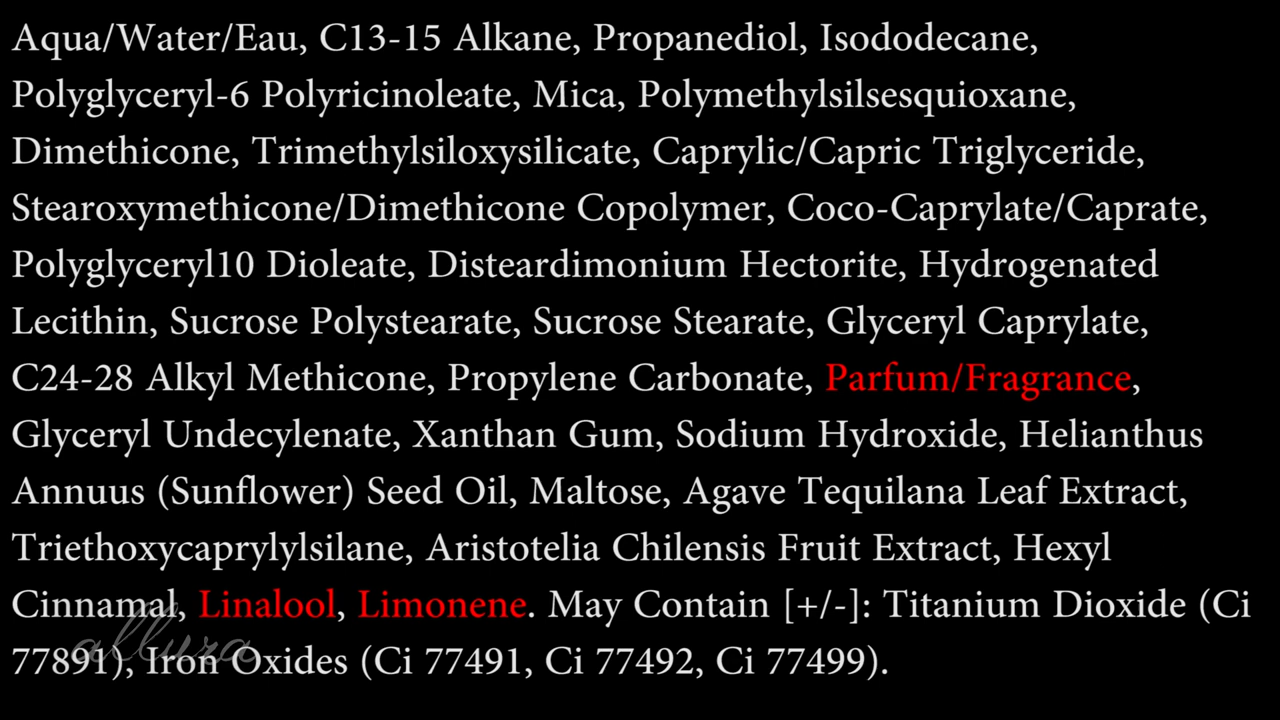 Aqua/Water/Eau, C13-15 Alkane, Propanediol, Isododecane,
Polyglyceryl-6 Polyricinoleate, Mica, Polymethylsilsesquioxane,
Dimethicone, Trimethylsiloxysilicate, Caprylic/Capric Triglyceride,
Stearoxymethicone/Dimethicone Copolymer, Coco-Caprylate/Caprate,
Polyglyceryl10 Dioleate, Disteardimonium Hectorite, Hydrogenated
Lecithin, Sucrose Polystearate, Sucrose Stearate, Glyceryl Caprylate,
C24-28 Alkyl Methicone, Propylene Carbonate, Parfum/Fragrance,
Glyceryl Undecylenate, Xanthan Gum, Sodium Hydroxide, Helianthus
Annuus (Sunflower) Seed Oil, Maltose, Agave Tequilana Leaf Extract,
Triethoxycaprylylsilane, Aristotelia Chilensis Fruit Extract, Hexyl
Cinnamal, Linalool, Limonene. May Contain [+/-]: Titanium Dioxide (Ci
77891), Iron Oxides (Ci 77491, Ci 77492, Ci 77499).
allura